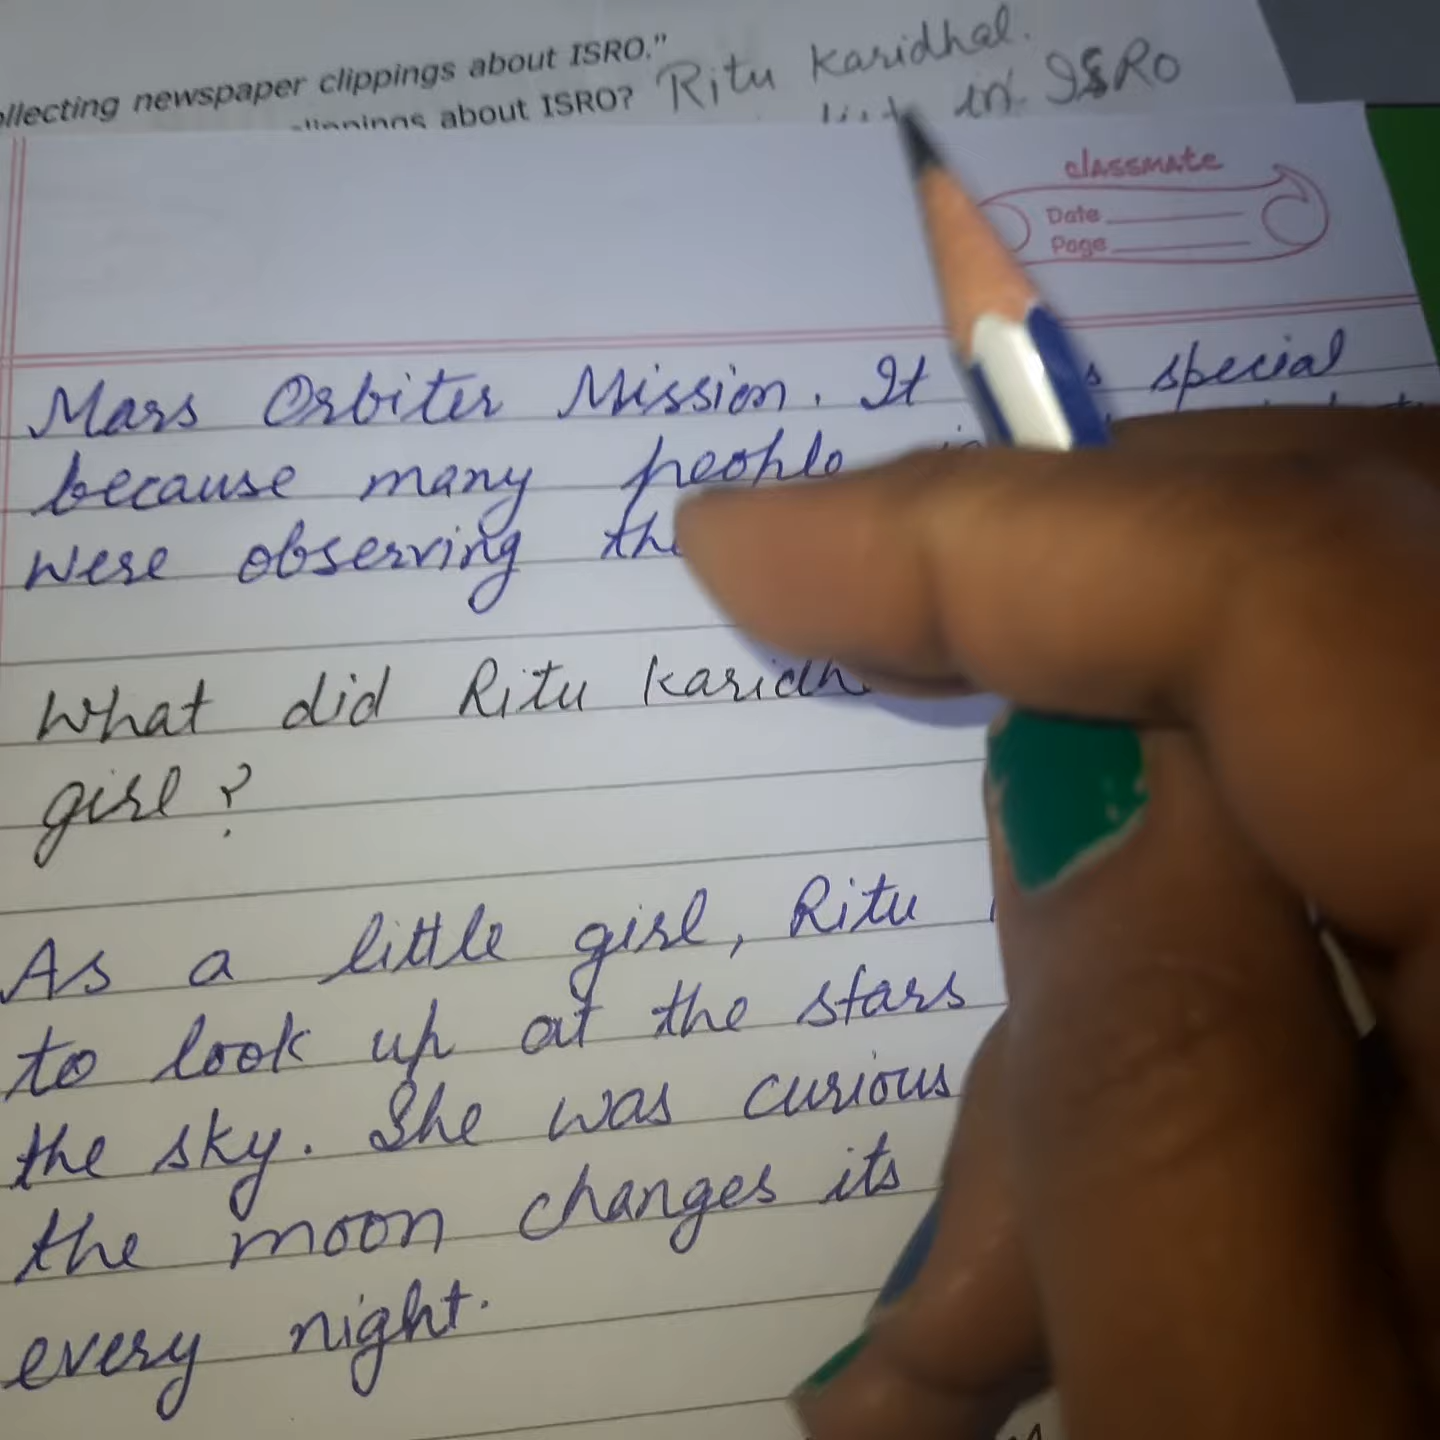 ollecting newspaper clippings about ISRO."
clippings about ISRO? Ritu Karidhal.
in ISRO
classmate
Date
Page
Mars Orbiter Mission. It special
because many people
were observing
What did Ritu
girl?
As a little girl, Ritu
to look up at the stars
the sky. She was curious
the moon changes its
every night.